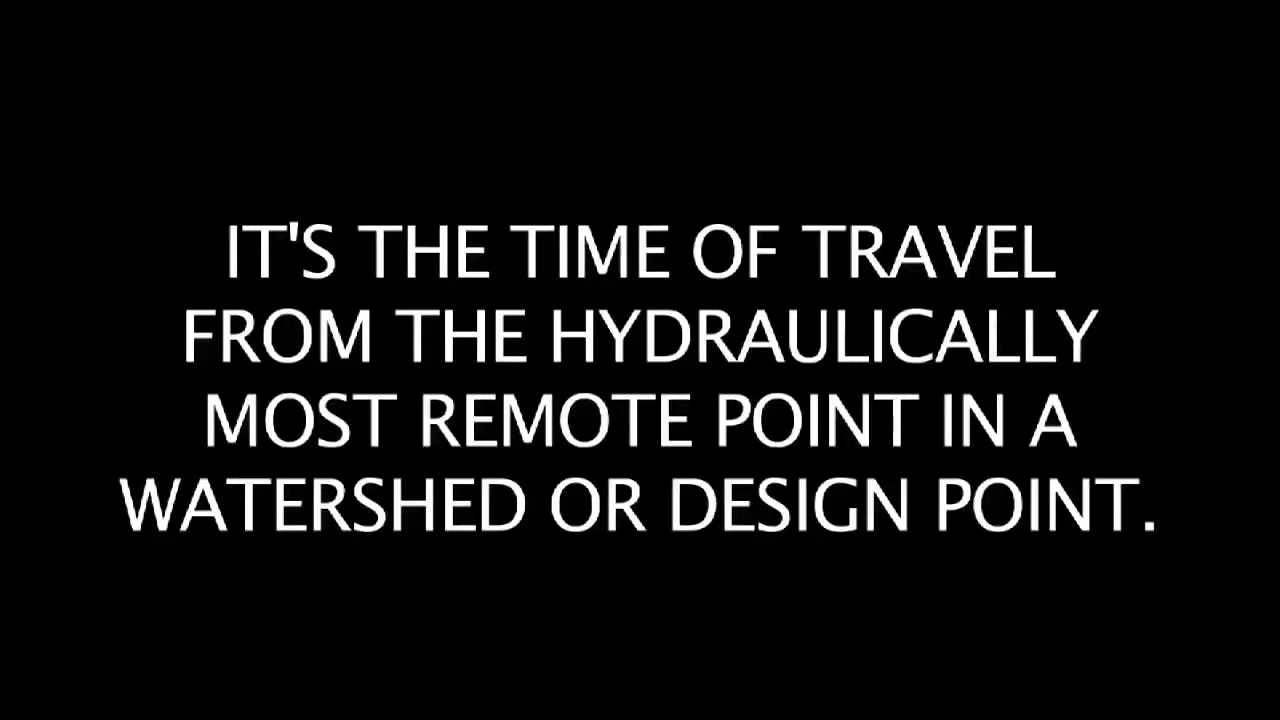 IT'S THE TIME OF TRAVEL
FROM THE HYDRAULICALLY
MOST REMOTE POINT IN A
WATERSHED OR DESIGN POINT.